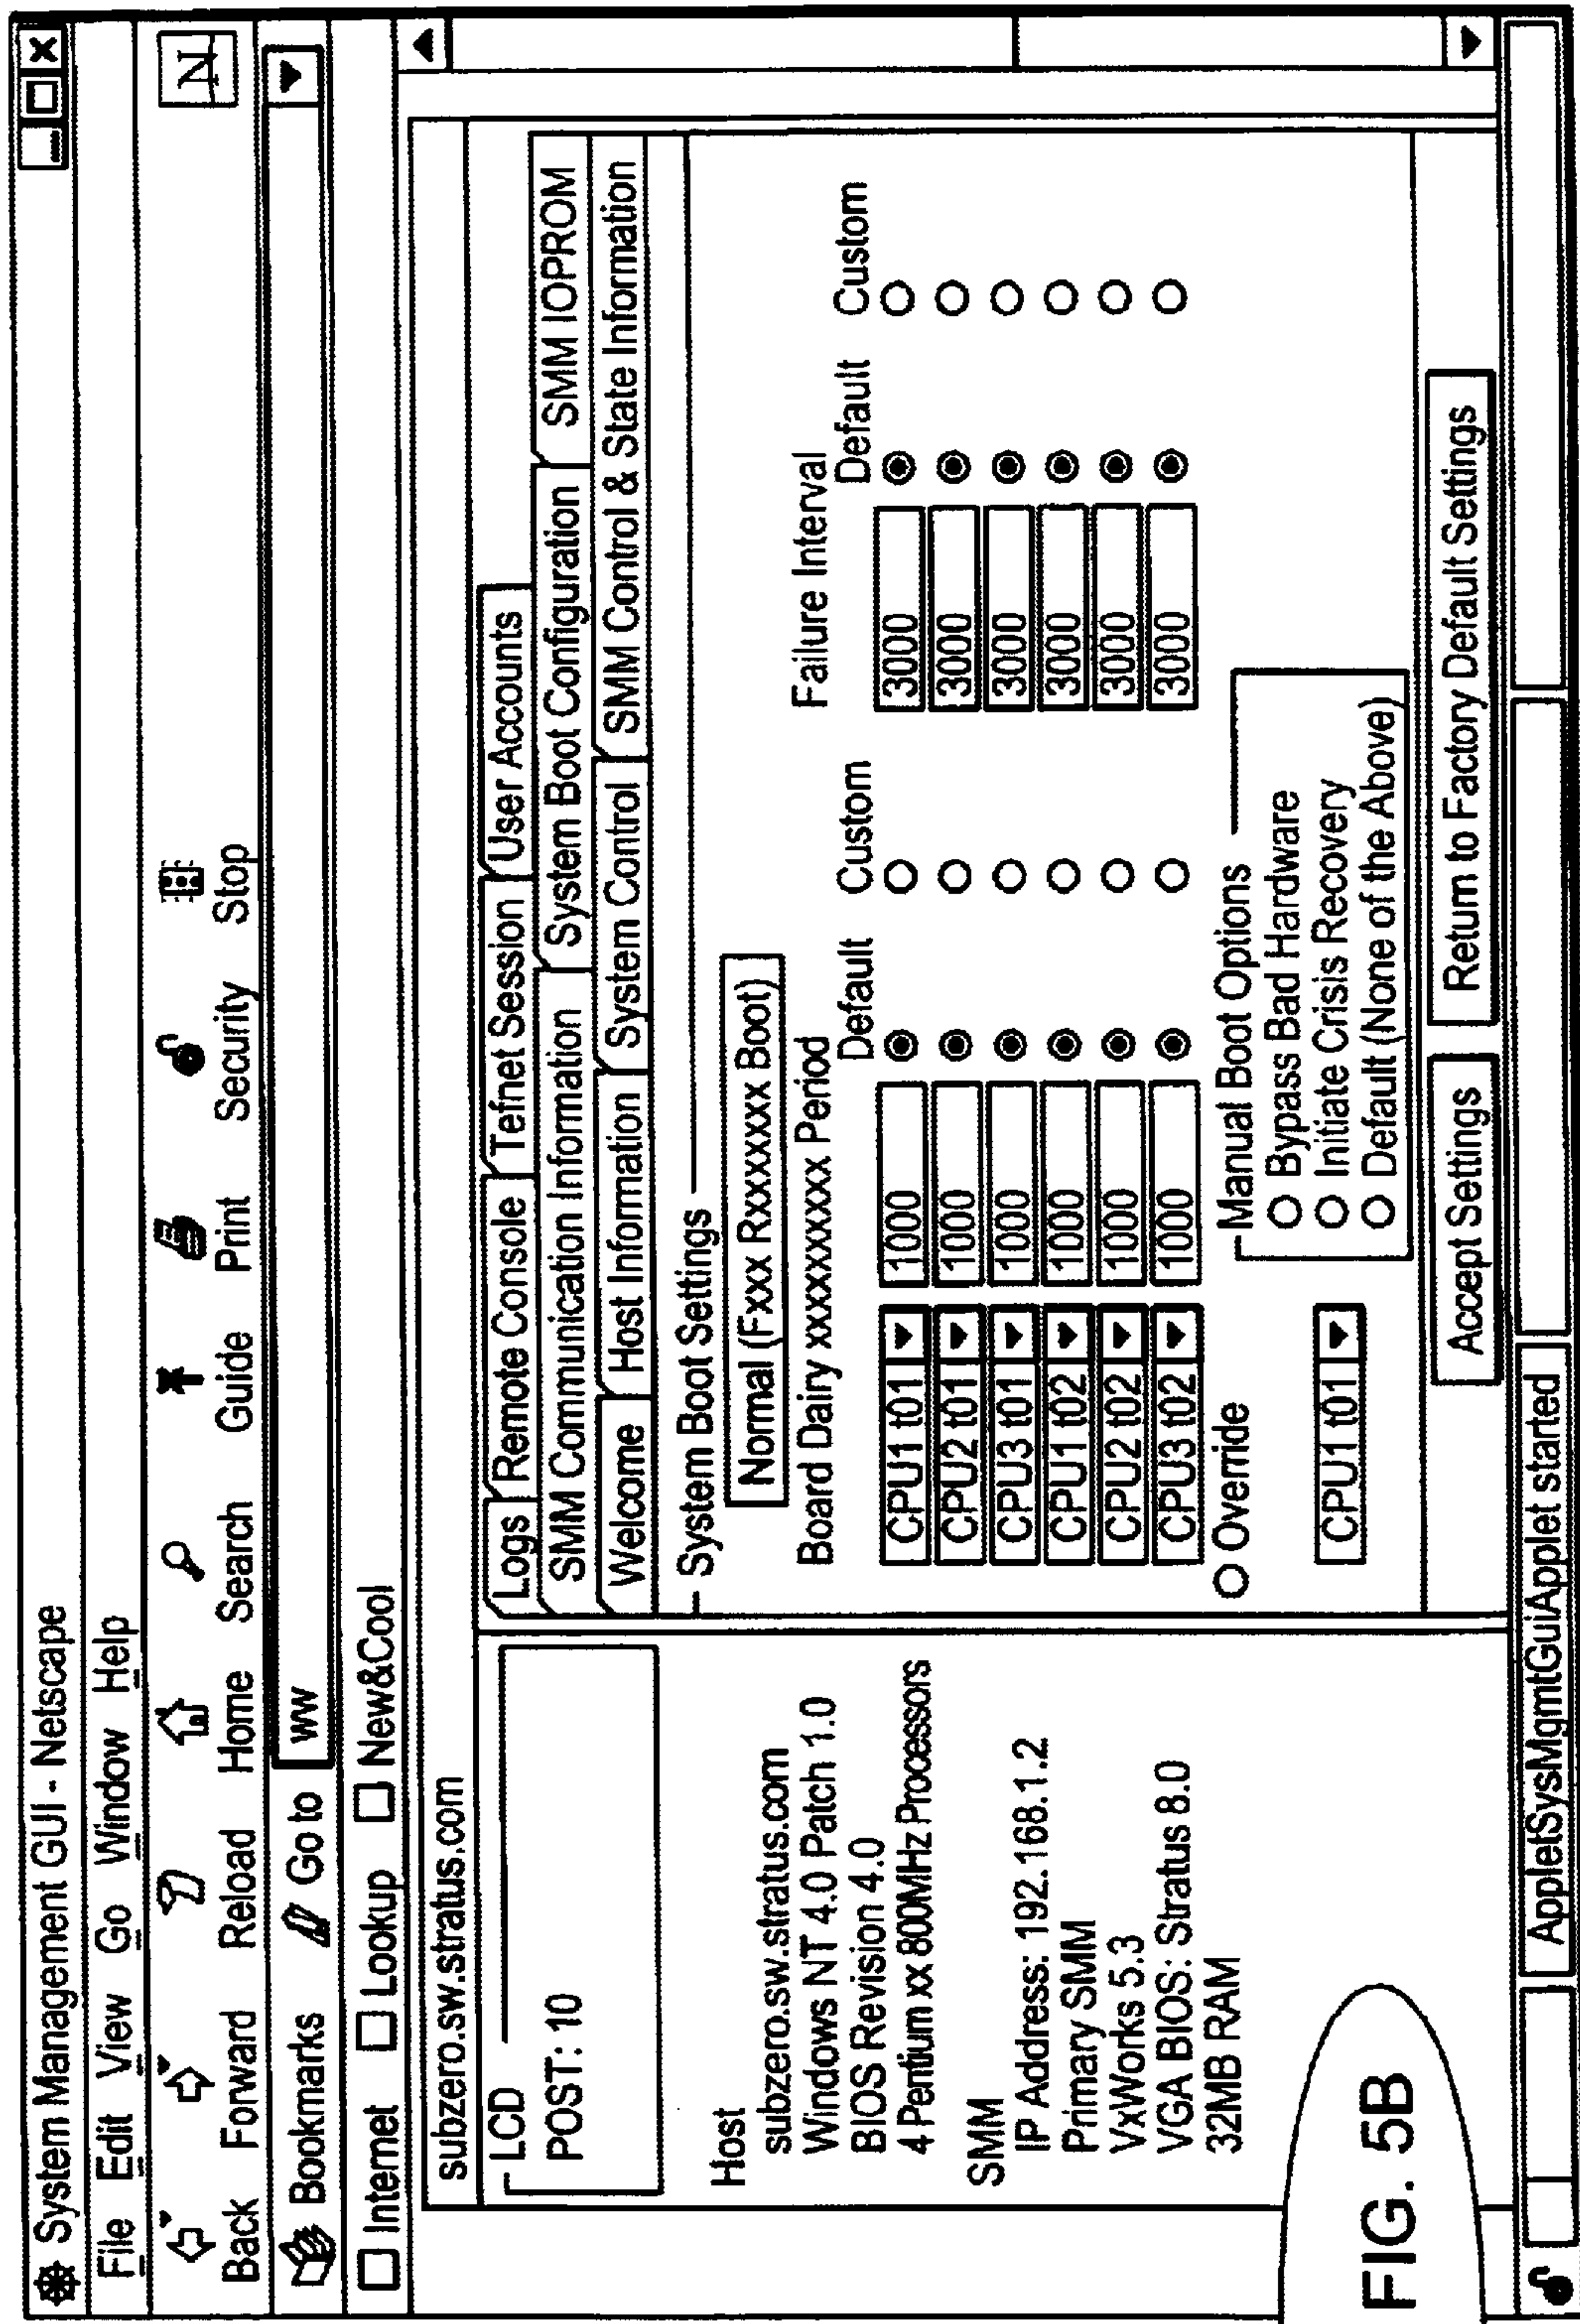 System Management GUI - Netscape
File Edit View Go Window Help
Back Forward Reload Home Search Guide Print Security Stop
N
Bookmarks Go to ww
Internet Lookup New&Cool
subzero.sw.stratus.com
LCD
POST: 10
Host
subzero.sw.stratus.com
Windows NT 4.0 Patch 1.0
BIOS Revision 4.0
4 Pentium xx 800MHz Processors
SMM
IP Address: 192.168.1.2
Primary SMM
VxWorks 5.3
VGA BIOS: Stratus 8.0
32MB RAM
Logs Remote Console Tefnet Session User Accounts
SMM Communication Information System Boot Configuration SMM IOPROM
Welcome Host Information System Control SMM Control & State Information
System Boot Settings
Normal (Fxxx Rxxxxxx Boot)
Board Dairy xxxxxxxxxx Period Failure Interval
Default Custom Default Custom
CPU1 t01 1000 3000
CPU2 t01 1000 3000
CPU3 t01 1000 3000
CPU1 t02 1000 3000
CPU2 t02 1000 3000
CPU3 t02 1000 3000
Override
Manual Boot Options
Bypass Bad Hardware
CPU1 t01
Initiate Crisis Recovery
Default (None of the Above)
Accept Settings Return to Factory Default Settings
AppletSysMgmtGuiApplet started
FIG. 5B